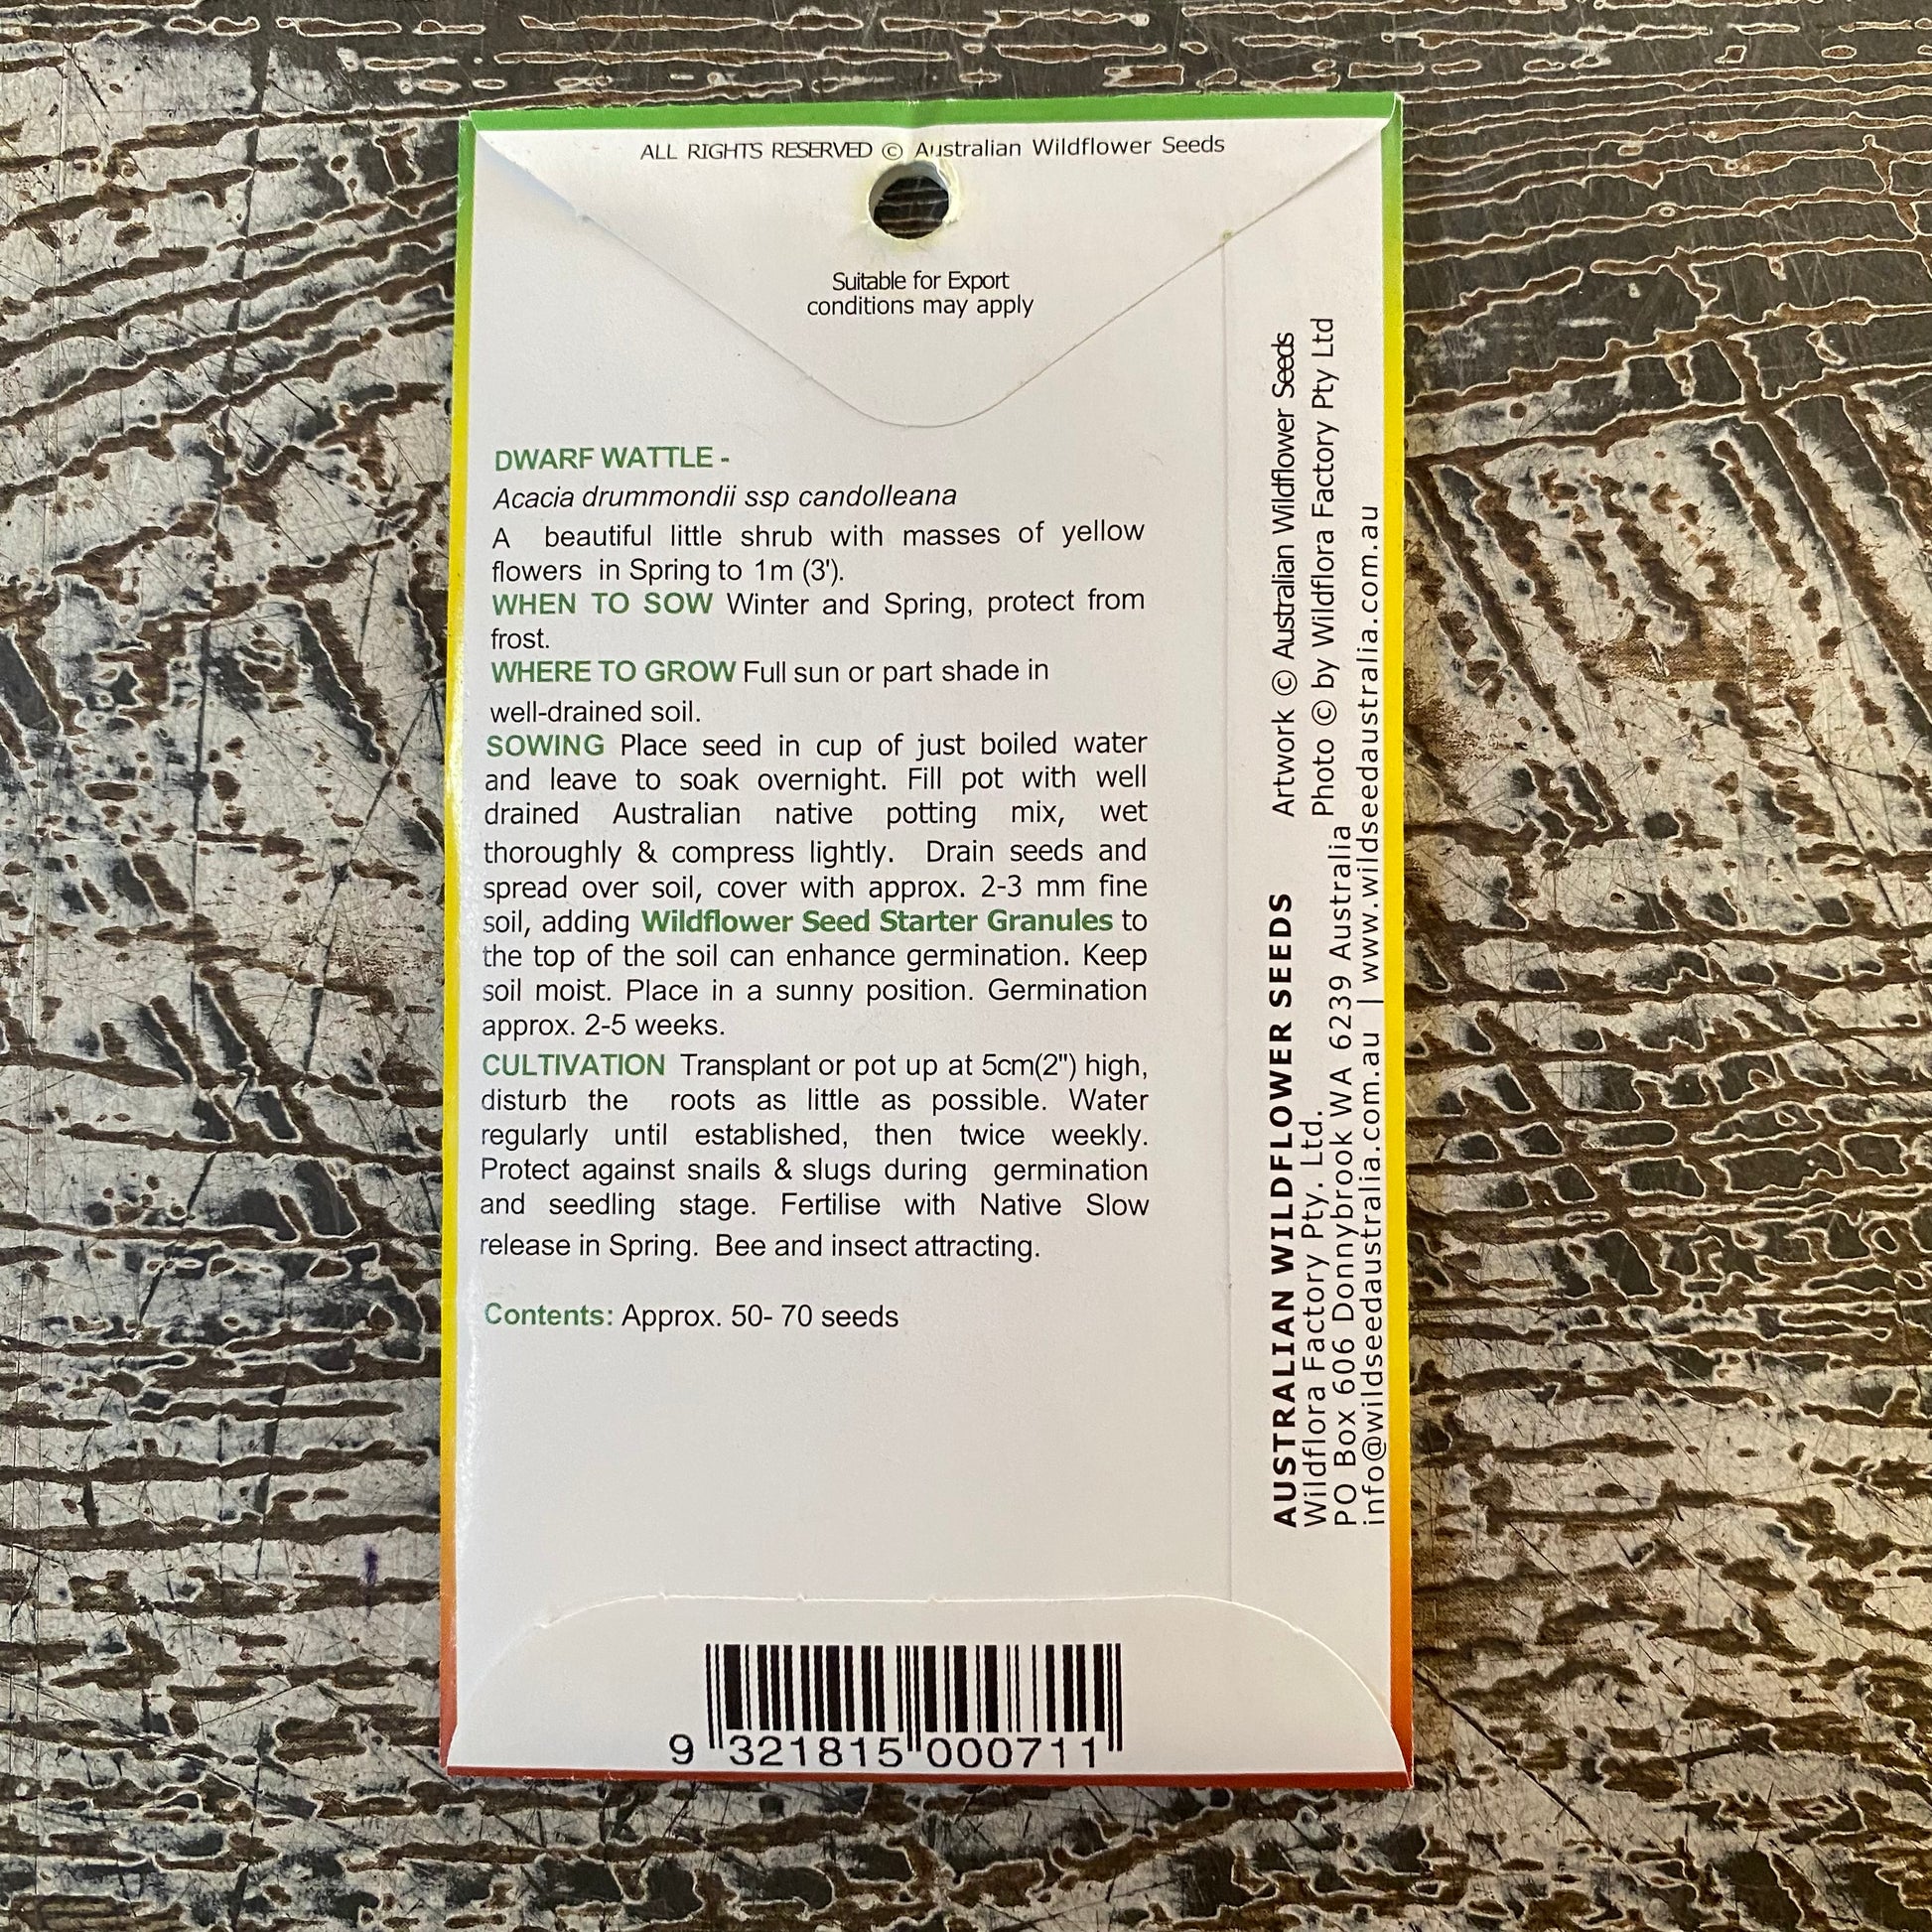 ALL RIGHTS RESERVED © Australian Wildflower Seeds
Suitable for Export
conditions may apply
DWARF WATTLE -
Acacia drummondii ssp candolleana
A beautiful little shrub with masses of yellow
flowers in Spring to 1m (3').
WHEN TO SOW Winter and Spring, protect from
frost.
WHERE TO GROW Full sun or part shade in
well-drained soil.
SOWING Place seed in cup of just boiled water
and leave to soak overnight. Fill pot with well
drained Australian native potting mix, wet
thoroughly & compress lightly. Drain seeds and
spread over soil, cover with approx. 2-3 mm fine
soil, adding Wildflower Seed Starter Granules to
the top of the soil can enhance germination. Keep
soil moist. Place in a sunny position. Germination
approx. 2-5 weeks.
CULTIVATION Transplant or pot up at 5cm(2") high,
disturb the roots as little as possible. Water
regularly until established, then twice weekly.
Protect against snails & slugs during germination
and seedling stage. Fertilise with Native Slow
release in Spring. Bee and insect attracting.
Contents: Approx. 50- 70 seeds
9 321815 000711
AUSTRALIAN WILDFLOWER SEEDS
Wildflora Factory Pty. Ltd.
PO Box 606 Donnybrook WA 6239 Australia
info@wildseedaustralia.com.au | www.wildseedaustralia.com.au
Artwork © Australian Wildflower Seeds
Photo © by Wildflora Factory Pty Ltd